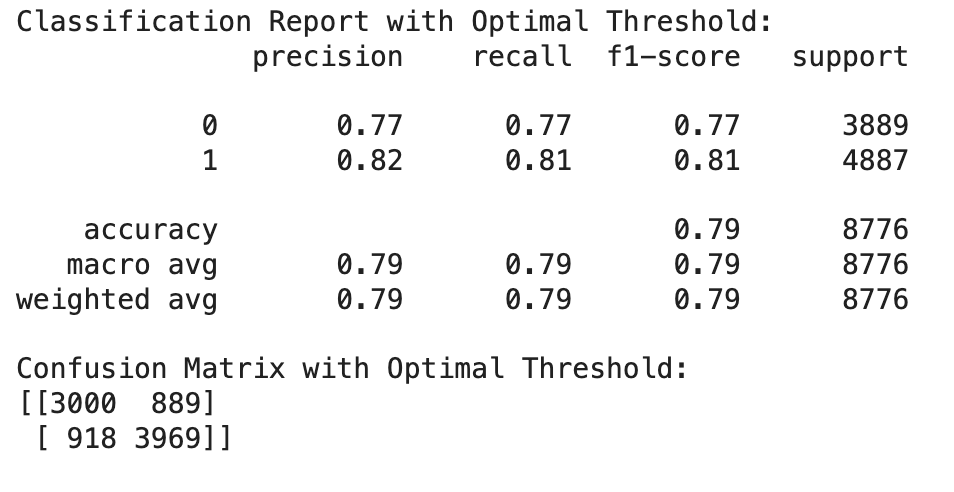 Classification Report with Optimal Threshold:
              precision    recall  f1-score   support

           0       0.77      0.77      0.77      3889
           1       0.82      0.81      0.81      4887

    accuracy                           0.79      8776
   macro avg       0.79      0.79      0.79      8776
weighted avg       0.79      0.79      0.79      8776

Confusion Matrix with Optimal Threshold:
[[3000  889]
 [ 918 3969]]